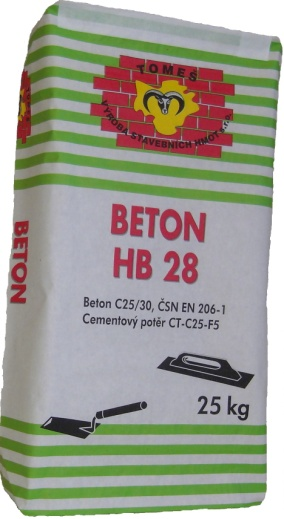 TOMEŠ
VÝROBA STAVEBNÍCH HMOT s.r.o.
BETON
HB 28
Beton C25/30, ČSN EN 206-1
Cementový potěr CT-C25-F5
25 kg
BETON